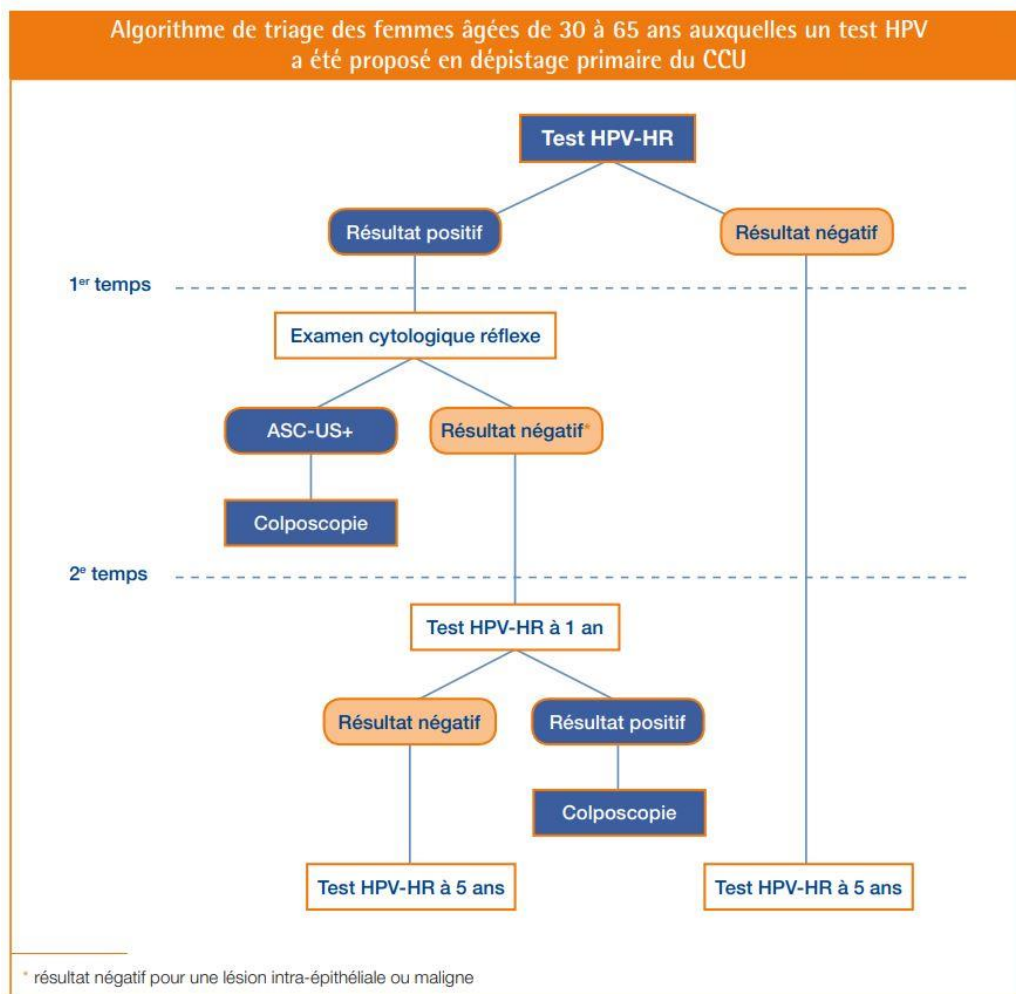 Algorithme de triage des femmes âgées de 30 à 65 ans auxquelles un test HPV
a été proposé en dépistage primaire du CCU
Test HPV-HR
Résultat positif
Résultat négatif
1er temps
Examen cytologique réflexe
ASC-US+
Résultat négatif*
Colposcopie
2e temps
Test HPV-HR à 1 an
Résultat négatif
Résultat positif
Colposcopie
Test HPV-HR à 5 ans
Test HPV-HR à 5 ans
* résultat négatif pour une lésion intra-épithéliale ou maligne